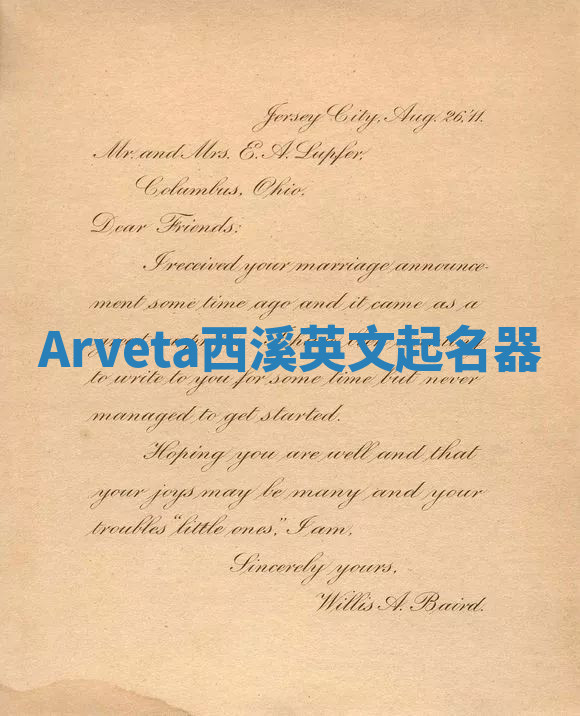 Jersey City, Aug. 26,'11.
Mr. and Mrs. E. A. Lupfer,
Columbus, Ohio.
Dear Friends:
I received your marriage announce-
ment some time ago and it came as a
Arveta西溪英文起名器
to write to you for some time but never
managed to get started.
Hoping you are well and that
your joys may be many and your
troubles "little ones," I am,
Sincerely yours,
Willis A. Baird.